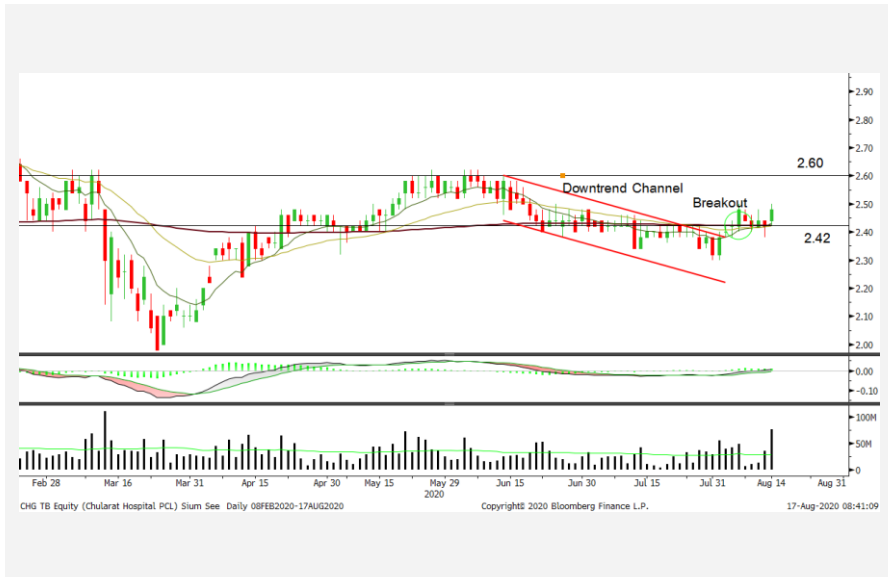 2.90
2.80
2.70
2.60
2.60
Downtrend Channel
2.50
Breakout
2.42
2.40
2.30
2.20
2.10
2.00
0.00
-0.10
100M
50M
0
Feb 28 Mar 16 Mar 31 Apr 15 Apr 30 May 15 May 29 Jun 15 Jun 30 Jul 15 Jul 31 Aug 14 Aug 31
2020
CHG TB Equity (Chularat Hospital PCL) Sium See Daily 08FEB2020-17AUG2020 Copyright© 2020 Bloomberg Finance L.P. 17-Aug-2020 08:41:09